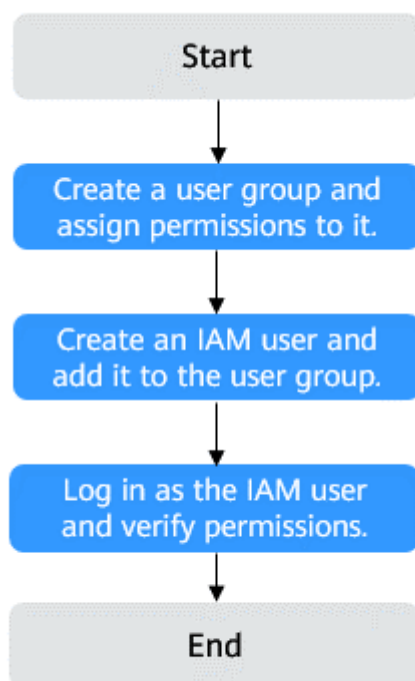 Start
Create a user group and
assign permissions to it.
Create an IAM user and
add it to the user group.
Log in as the IAM user
and verify permissions.
End